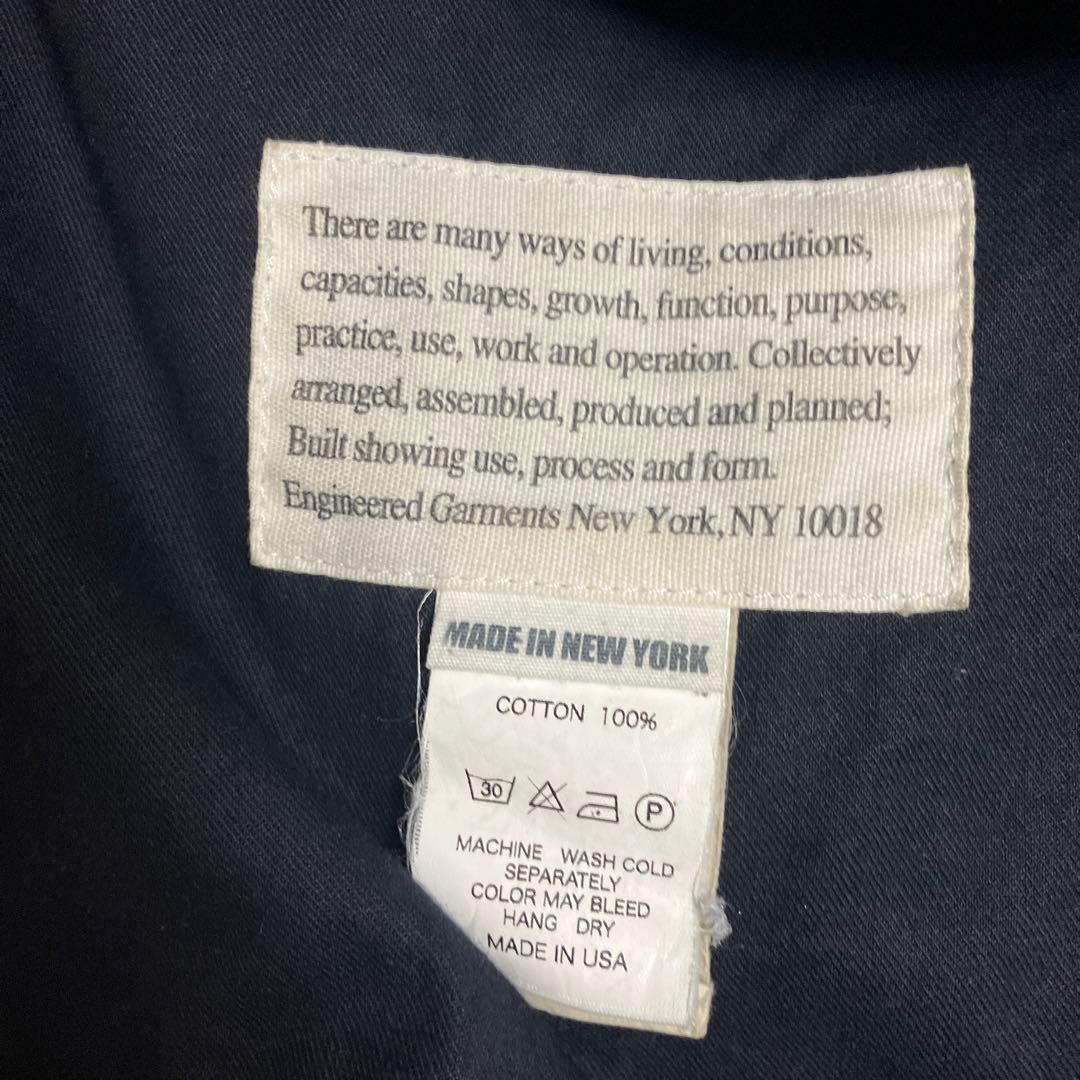 There are many ways of living, conditions,
capacities, shapes, growth, function, purpose,
practice, use, work and operation. Collectively
arranged, assembled, produced and planned;
Built showing use, process and form.
Engineered Garments New York, NY 10018
MADE IN NEW YORK
COTTON 100%
30 P
MACHINE WASH COLD
SEPARATELY
COLOR MAY BLEED
HANG DRY
MADE IN USA